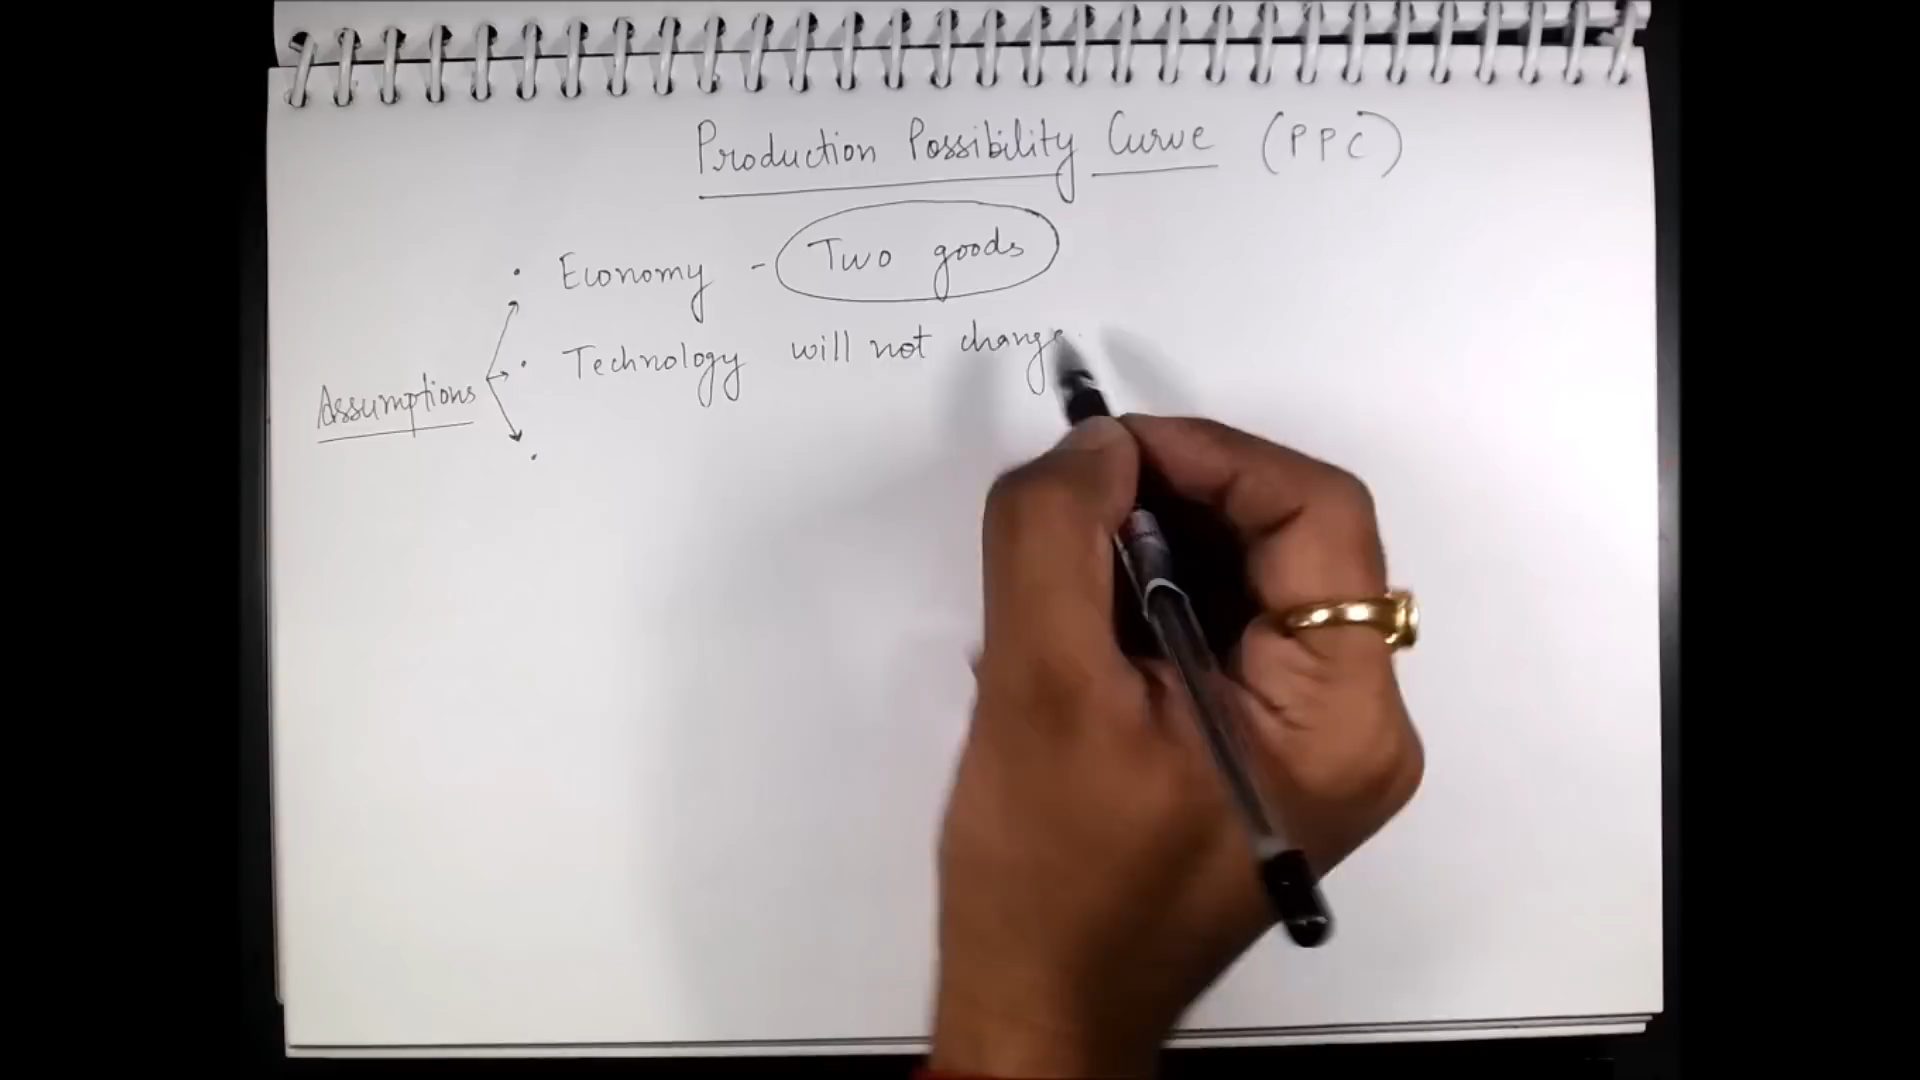 Production Possibility Curve (PPC)
• Economy - Two goods
• Technology will not change
Assumptions